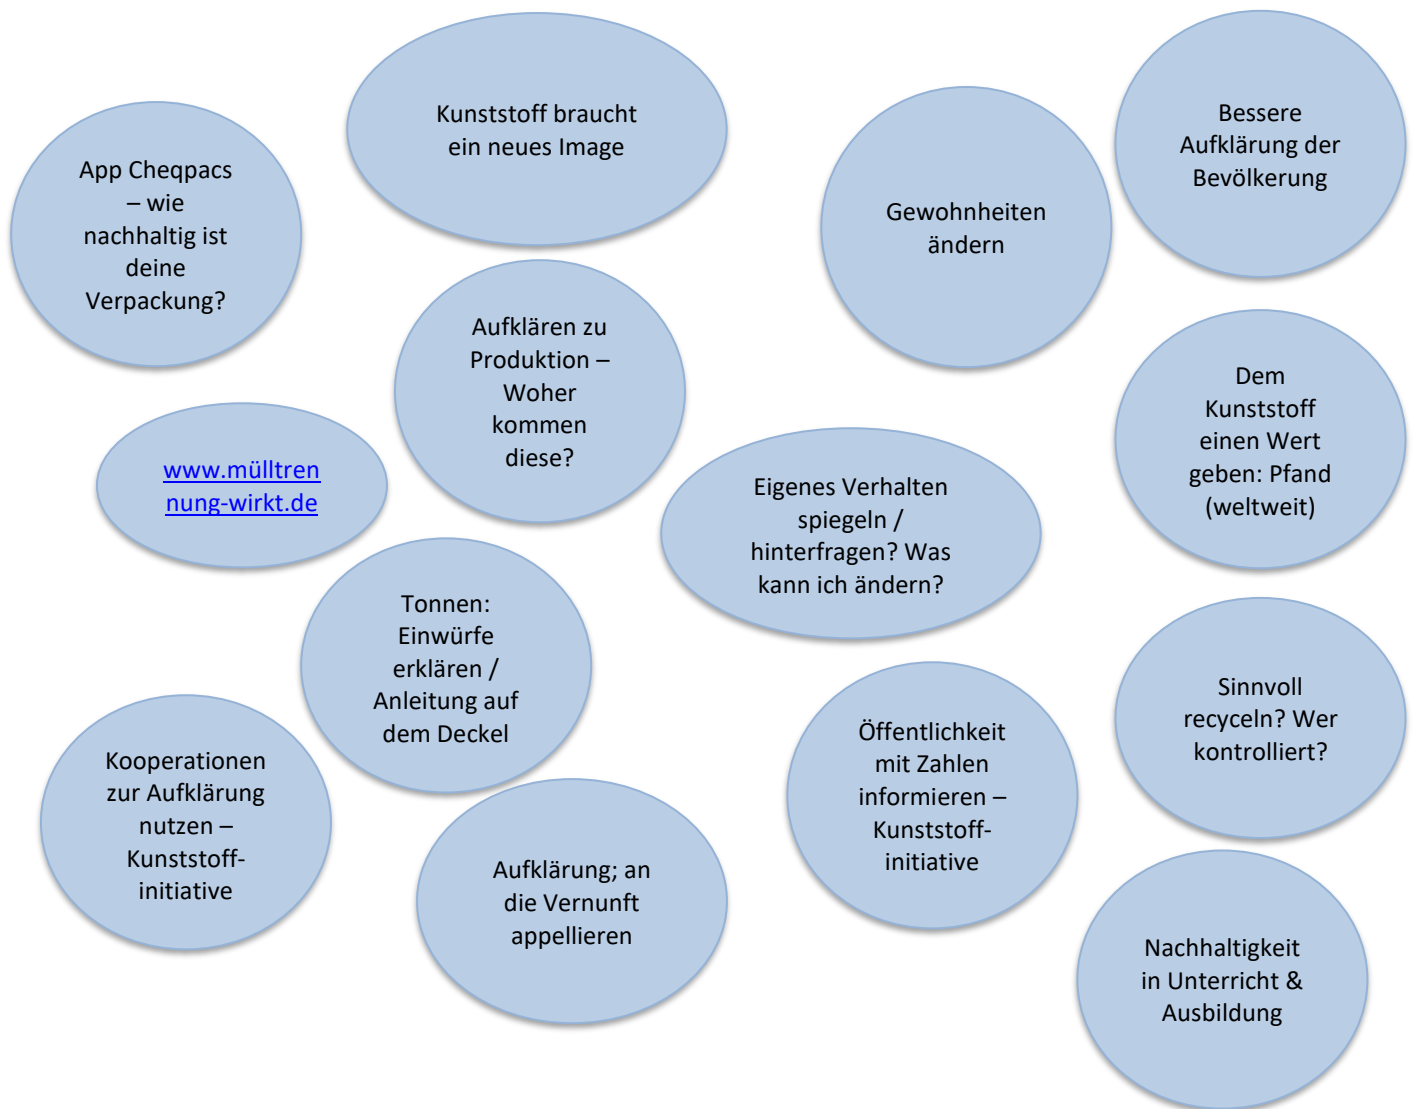 Kunststoff braucht
ein neues Image
Bessere
Aufklärung der
Bevölkerung
App Cheqpacs
– wie
nachhaltig ist
deine
Verpackung?
Gewohnheiten
ändern
Aufklären zu
Produktion –
Woher
kommen
diese?
Dem
Kunststoff
einen Wert
geben: Pfand
(weltweit)
www.mülltren
nung-wirkt.de
Eigenes Verhalten
spiegeln /
hinterfragen? Was
kann ich ändern?
Tonnen:
Einwürfe
erklären /
Anleitung auf
dem Deckel
Sinnvoll
recyceln? Wer
kontrolliert?
Öffentlichkeit
mit Zahlen
informieren –
Kunststoff-
initiative
Kooperationen
zur Aufklärung
nutzen –
Kunststoff-
initiative
Aufklärung; an
die Vernunft
appellieren
Nachhaltigkeit
in Unterricht &
Ausbildung